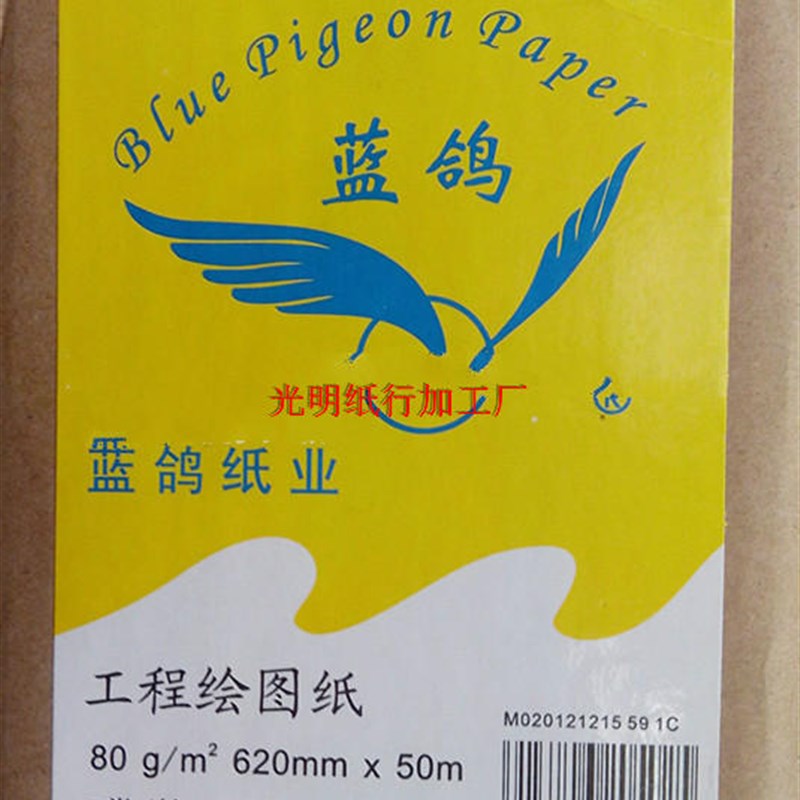 Blue Pigeon Paper
蓝鸽
光明纸行加工厂
蓝鸽纸业
工程绘图纸
M020121215 59 1C
80 g/m² 620mm x 50m